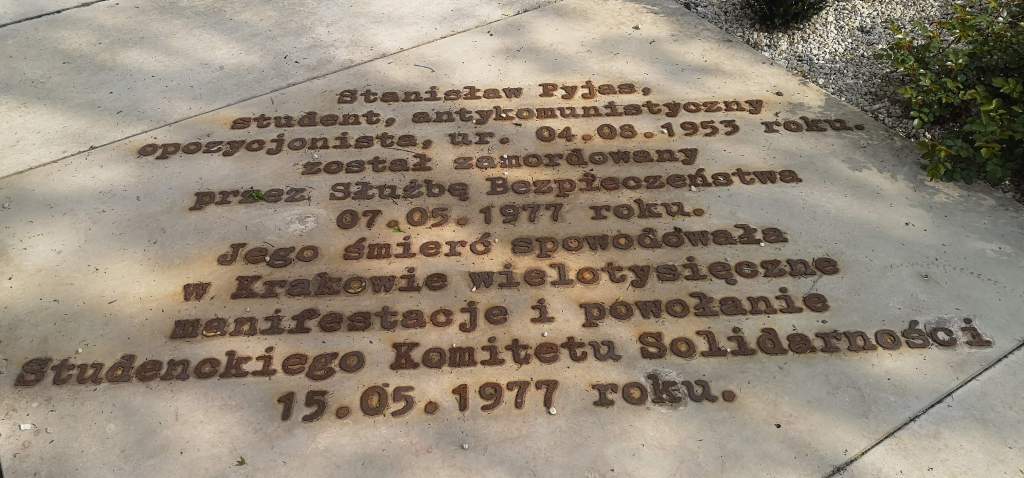 Stanisław Pyjas,
student, antykomunistyczny
opozycjonista, ur. 04.08.1953 roku.
został zamordowany
przez Służbę Bezpieczeństwa
07.05.1977 roku.
Jego śmierć spowodowała
w Krakowie wielotysięczne
manifestacje i powołanie
Studenckiego Komitetu Solidarności
15.05.1977 roku.